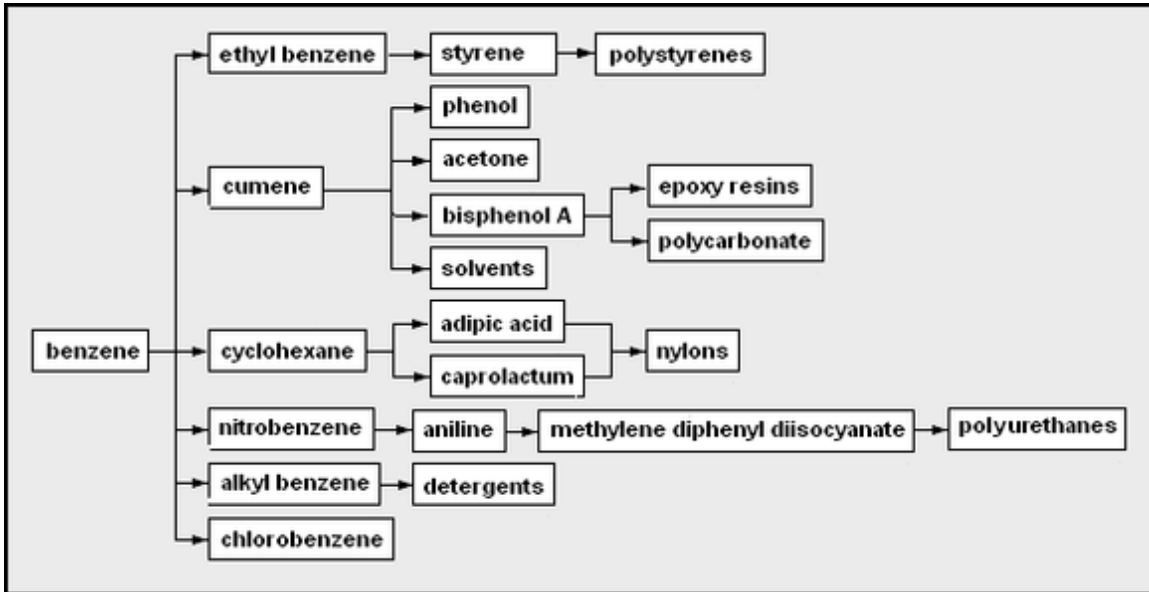 ethyl benzene
styrene
polystyrenes
phenol
acetone
cumene
bisphenol A
epoxy resins
polycarbonate
solvents
benzene
cyclohexane
adipic acid
caprolactum
nylons
nitrobenzene
aniline
methylene diphenyl diisocyanate
polyurethanes
alkyl benzene
detergents
chlorobenzene